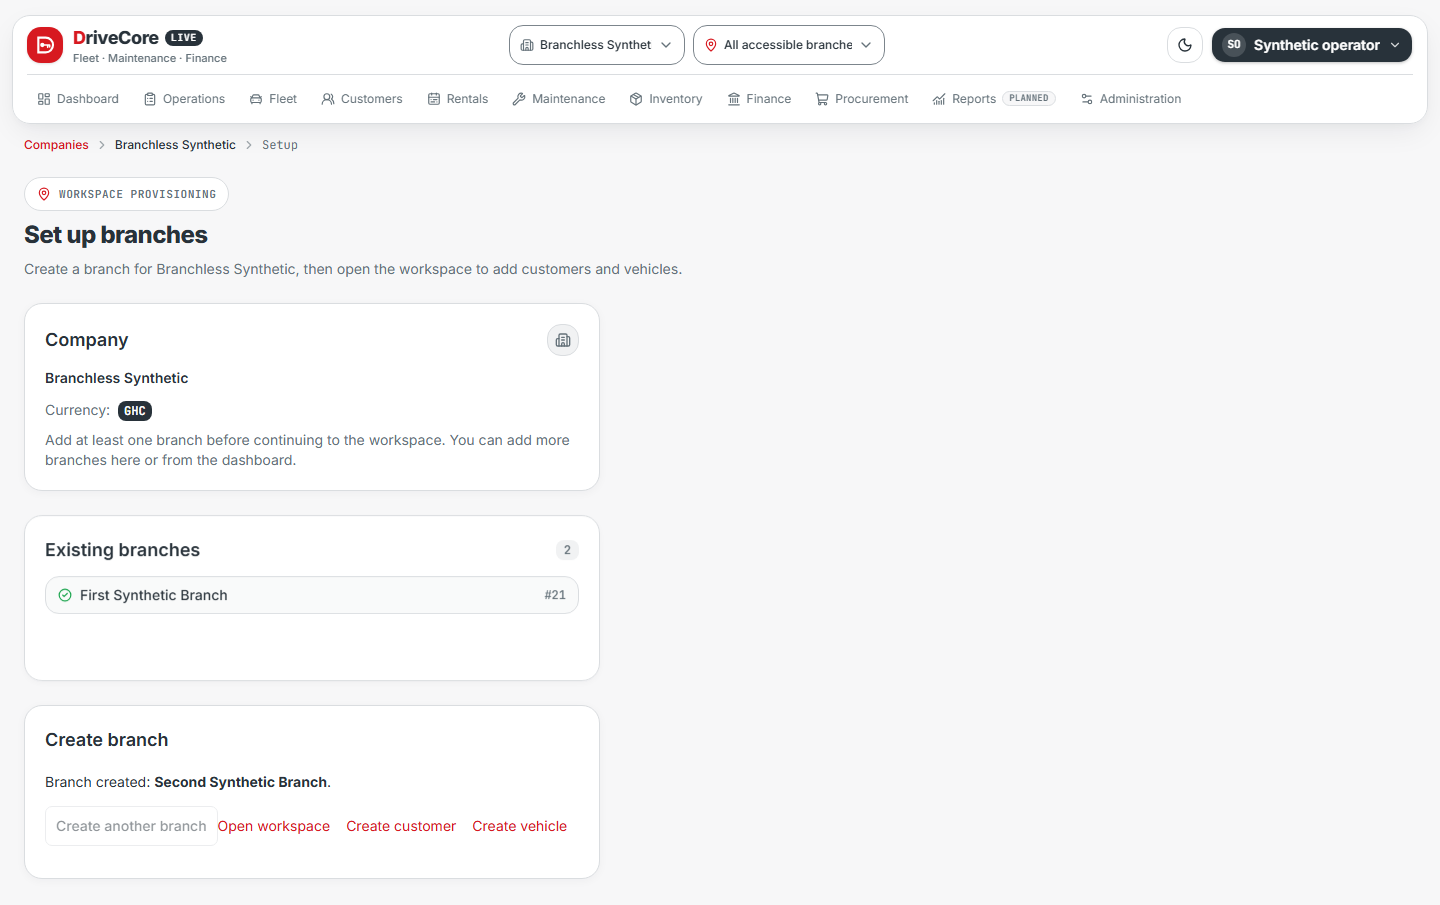 DriveCore LIVE
Fleet · Maintenance · Finance
Branchless Synthet
All accessible branche
SO Synthetic operator
Dashboard Operations Fleet Customers Rentals Maintenance Inventory Finance Procurement Reports PLANNED Administration
Companies > Branchless Synthetic > Setup
WORKSPACE PROVISIONING
Set up branches
Create a branch for Branchless Synthetic, then open the workspace to add customers and vehicles.
Company
Branchless Synthetic
Currency: GHC
Add at least one branch before continuing to the workspace. You can add more
branches here or from the dashboard.
Existing branches 2
First Synthetic Branch #21
Create branch
Branch created: Second Synthetic Branch.
Create another branch Open workspace Create customer Create vehicle